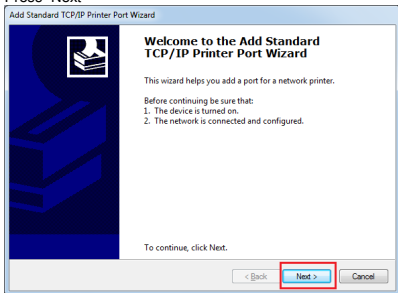 Press "Next"
Add Standard TCP/IP Printer Port Wizard
Welcome to the Add Standard
TCP/IP Printer Port Wizard
This wizard helps you add a port for a network printer.
Before continuing be sure that:
1. The device is turned on.
2. The network is connected and configured.
To continue, click Next.
< Back
Next >
Cancel